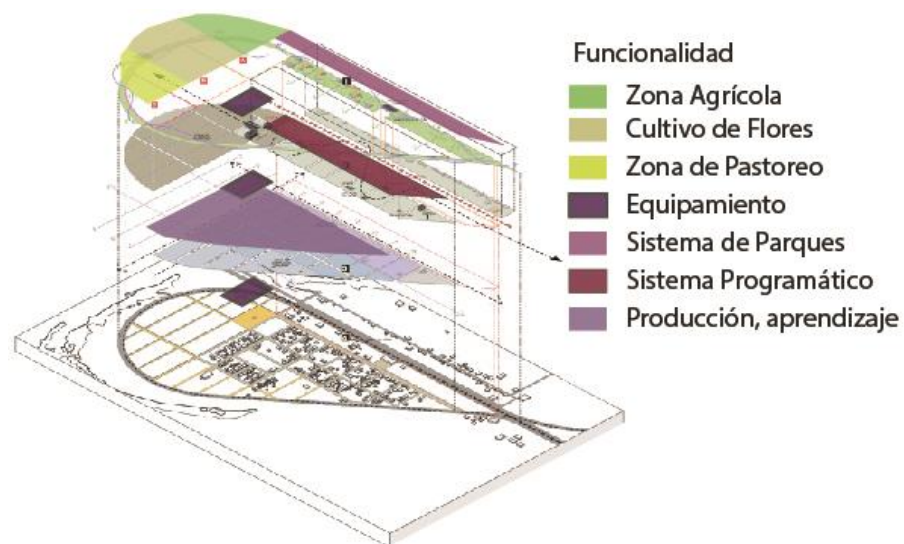 Funcionalidad
Zona Agrícola
Cultivo de Flores
Zona de Pastoreo
Equipamiento
Sistema de Parques
Sistema Programático
Producción, aprendizaje